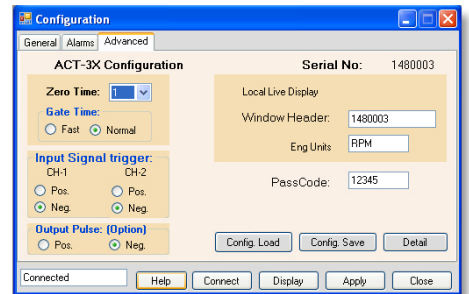 Configuration
General Alarms Advanced
ACT-3X Configuration
Serial No: 1480003
Zero Time: 1
Gate Time:
Fast Normal
Local Live Display
Window Header: 1480003
Eng Units RPM
Input Signal trigger:
CH-1 CH-2
Pos. Pos.
Neg. Neg.
PassCode: 12345
Output Pulse: (Option)
Pos. Neg.
Config. Load Config. Save Detail
Connected Help Connect Display Apply Close